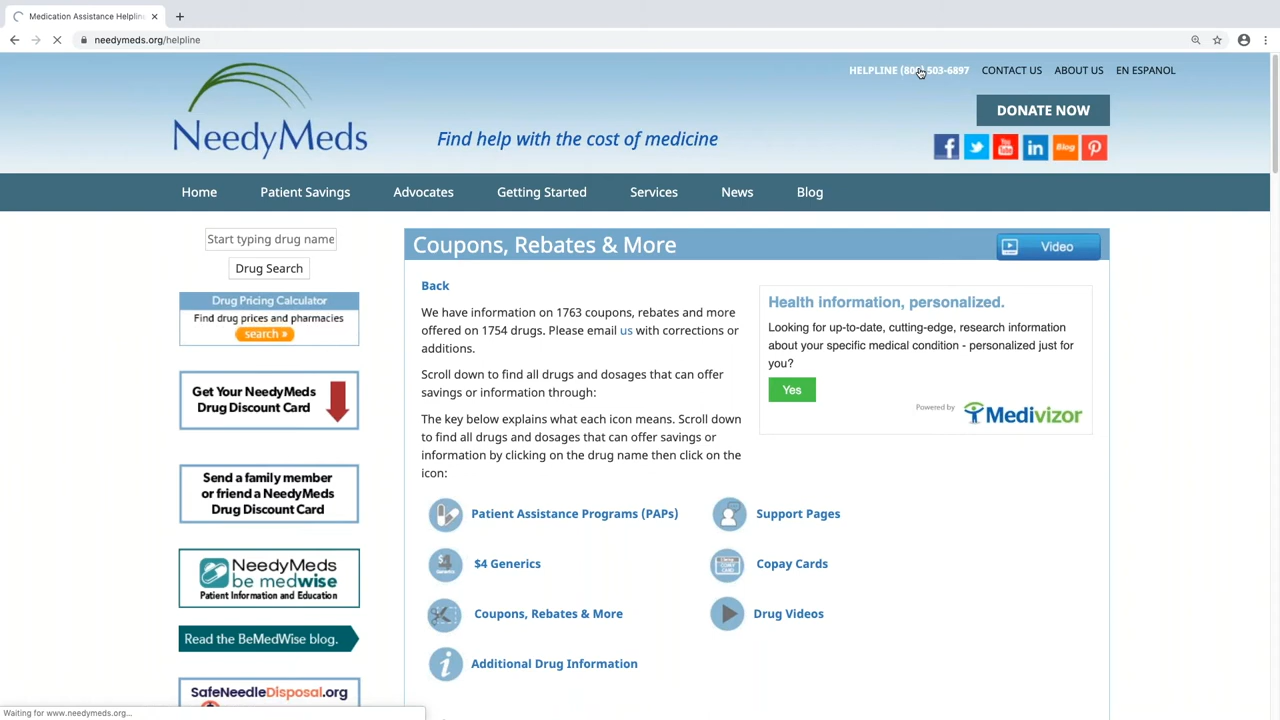 Medication Assistance Helpline
needymeds.org/helpline
HELPLINE (800) 503-6897 CONTACT US ABOUT US EN ESPANOL
DONATE NOW
NeedyMeds
Find help with the cost of medicine
Blog
Home Patient Savings Advocates Getting Started Services News Blog
Start typing drug name
Drug Search
Drug Pricing Calculator
Find drug prices and pharmacies
search »
Get Your NeedyMeds
Drug Discount Card
Send a family member
or friend a NeedyMeds
Drug Discount Card
NeedyMeds
be medwise
Patient Information and Education
Read the BeMedWise blog.
SafeNeedleDisposal.org
Coupons, Rebates & More
Video
Back
We have information on 1763 coupons, rebates and more
offered on 1754 drugs. Please email us with corrections or
additions.
Scroll down to find all drugs and dosages that can offer
savings or information through:
The key below explains what each icon means. Scroll down
to find all drugs and dosages that can offer savings or
information by clicking on the drug name then click on the
icon:
Health information, personalized.
Looking for up-to-date, cutting-edge, research information
about your specific medical condition - personalized just for
you?
Yes
Powered by Medivizor
Patient Assistance Programs (PAPs)
Support Pages
$4 Generics
Copay Cards
Coupons, Rebates & More
Drug Videos
Additional Drug Information
Waiting for www.needymeds.org...